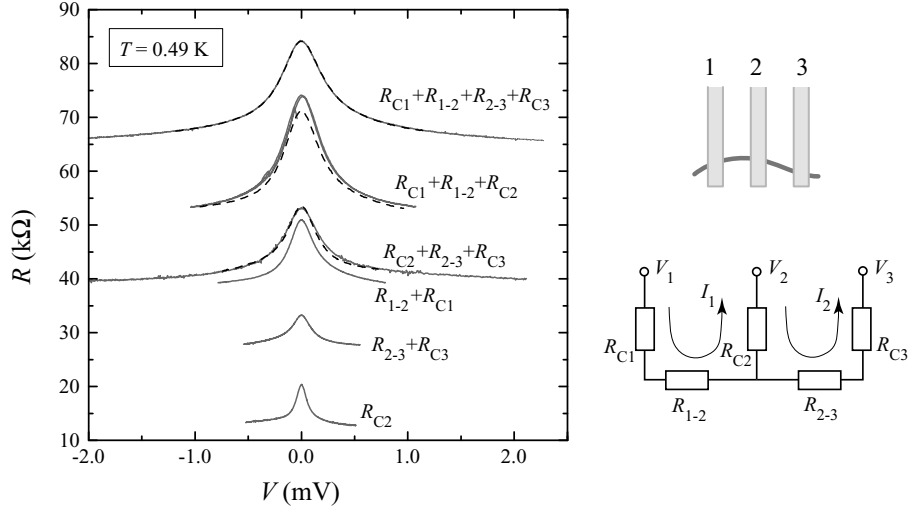 90
80
70
60
50
40
30
20
10
R (kΩ)
T = 0.49 K
R_C1+R_1-2+R_2-3+R_C3
R_C1+R_1-2+R_C2
R_C2+R_2-3+R_C3
R_1-2+R_C1
R_2-3+R_C3
R_C2
-2.0 -1.0 0.0 1.0 2.0
V (mV)
1 2 3
V_1 V_2 V_3
I_1 I_2
R_C1 R_C2 R_C3
R_1-2 R_2-3